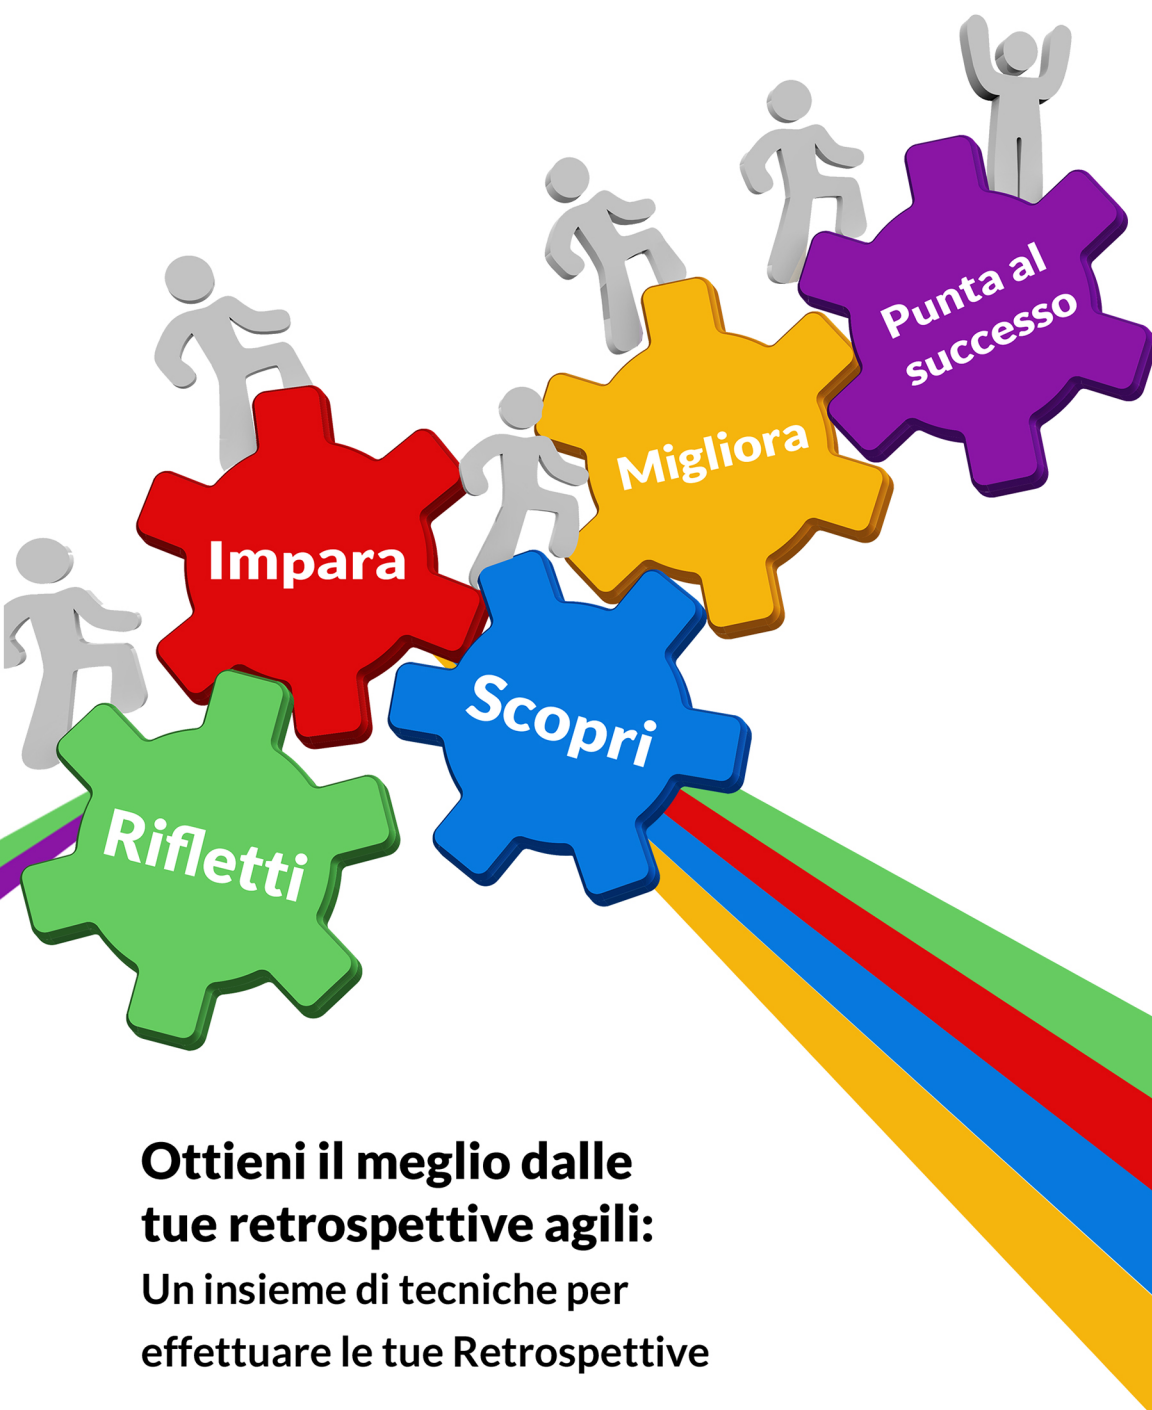 Punta al
successo
Migliora
Impara
Scopri
Rifletti
Ottieni il meglio dalle
tue retrospettive agili:
Un insieme di tecniche per
effettuare le tue Retrospettive